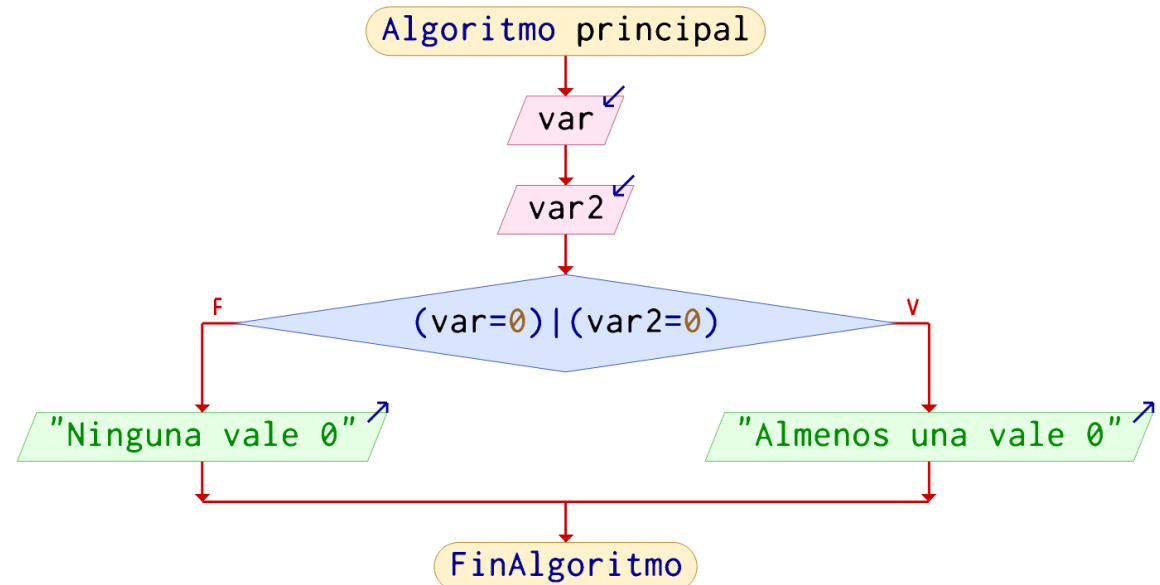 Algoritmo principal
var
var2
F
V
(var=0)|(var2=0)
"Ninguna vale 0"
"Almenos una vale 0"
FinAlgoritmo